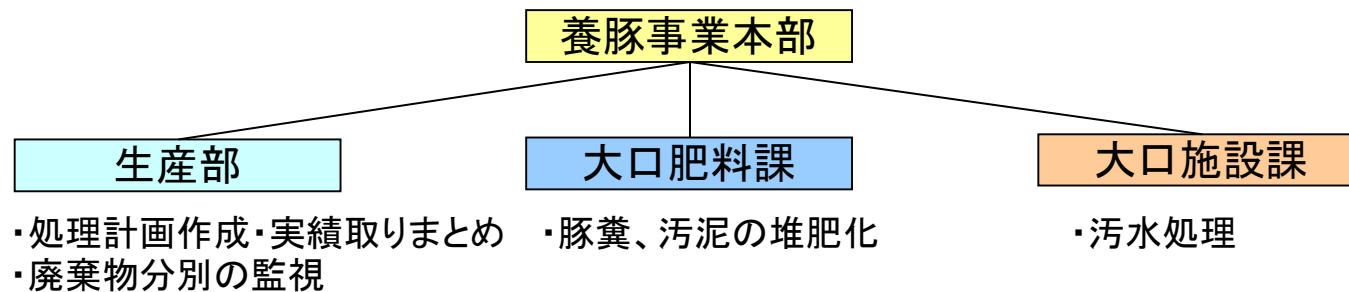 養豚事業本部
生産部
大口肥料課
大口施設課
・処理計画作成・実績取りまとめ
・廃棄物分別の監視
・豚糞、汚泥の堆肥化
・汚水処理